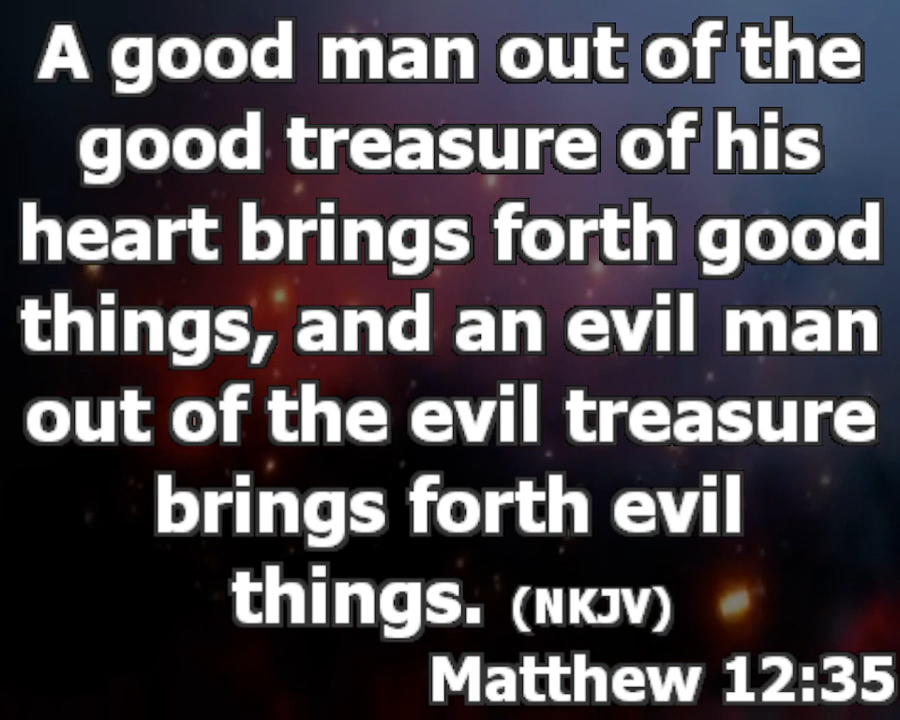 A good man out of the
good treasure of his
heart brings forth good
things, and an evil man
out of the evil treasure
brings forth evil
things. (NKJV)
Matthew 12:35